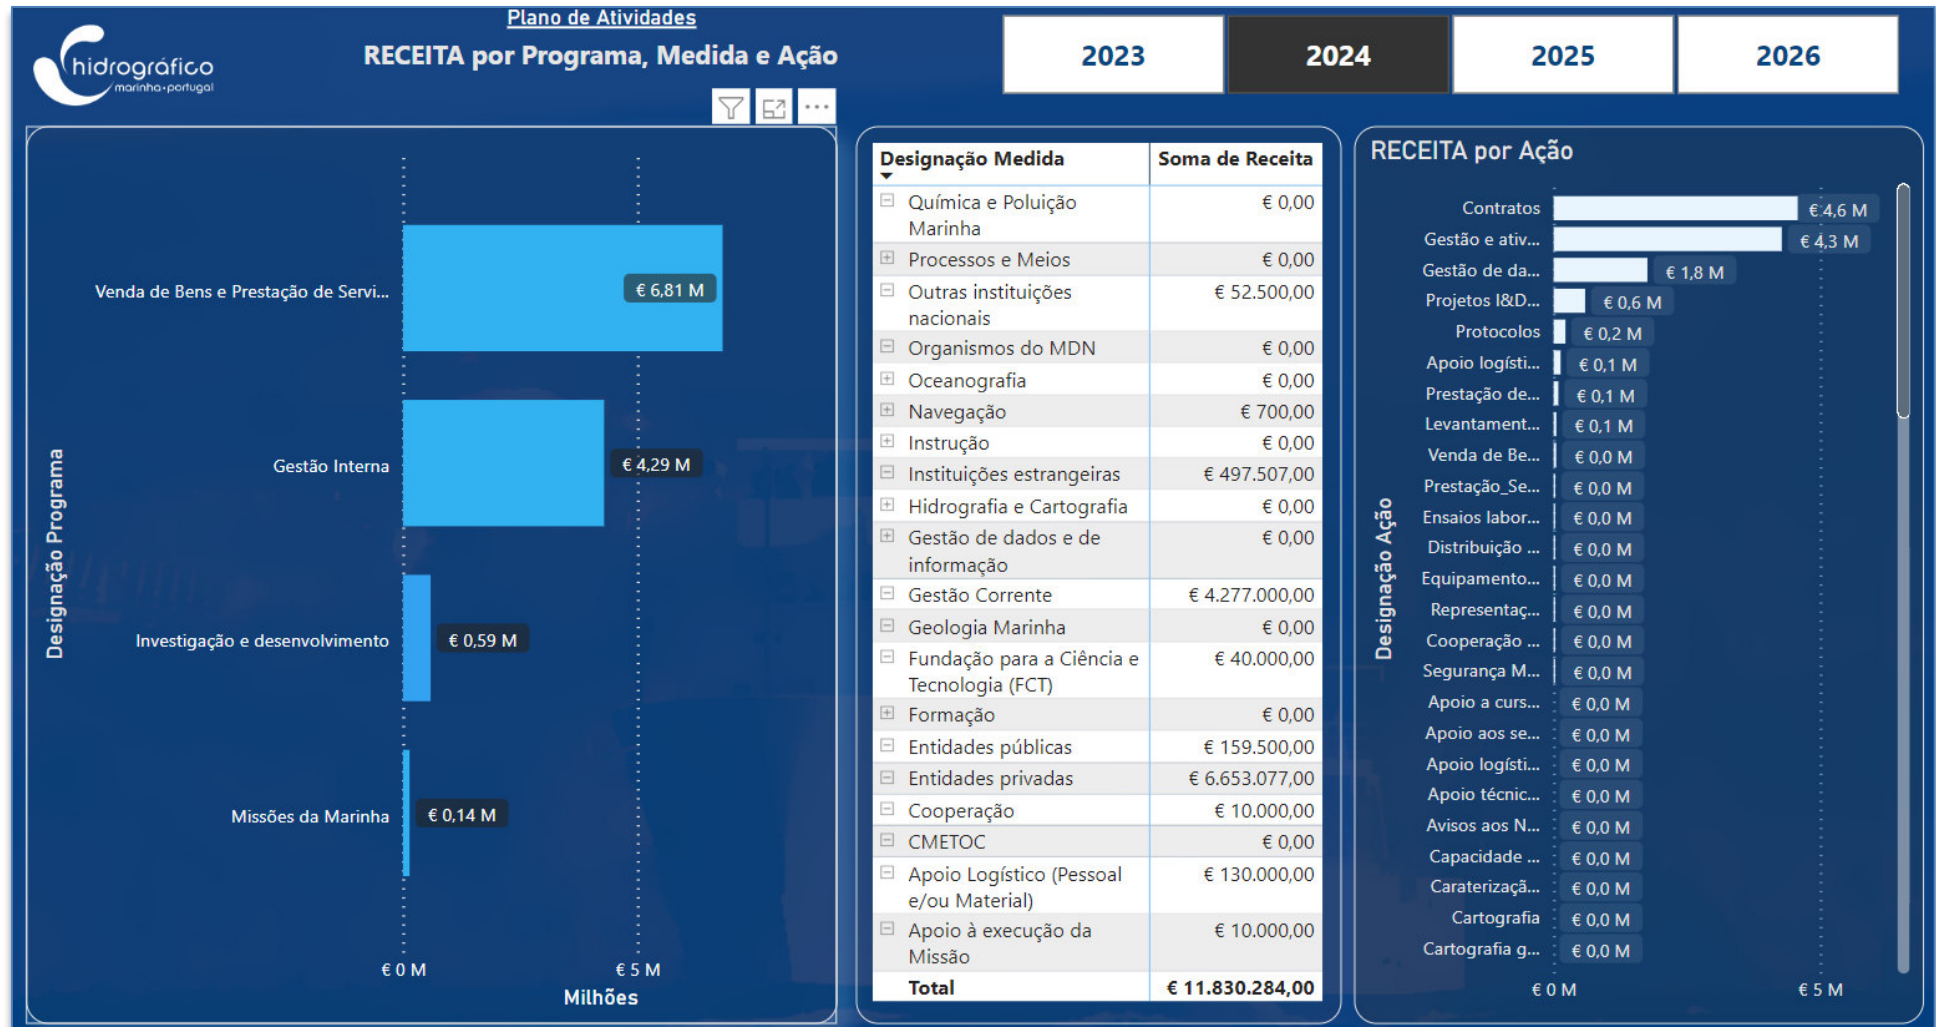 Plano de Atividades
RECEITA por Programa, Medida e Ação
hidrográfico
marinha·portugal
2023
2024
2025
2026
Designação Programa
Venda de Bens e Prestação de Servi...
€ 6,81 M
Gestão Interna
€ 4,29 M
Investigação e desenvolvimento
€ 0,59 M
Missões da Marinha
€ 0,14 M
€ 0 M
€ 5 M
Milhões
Designação Medida Soma de Receita
Química e Poluição € 0,00
Marinha
Processos e Meios € 0,00
Outras instituições € 52.500,00
nacionais
Organismos do MDN € 0,00
Oceanografia € 0,00
Navegação € 700,00
Instrução € 0,00
Instituições estrangeiras € 497.507,00
Hidrografia e Cartografia € 0,00
Gestão de dados e de € 0,00
informação
Gestão Corrente € 4.277.000,00
Geologia Marinha € 0,00
Fundação para a Ciência e € 40.000,00
Tecnologia (FCT)
Formação € 0,00
Entidades públicas € 159.500,00
Entidades privadas € 6.653.077,00
Cooperação € 10.000,00
CMETOC € 0,00
Apoio Logístico (Pessoal € 130.000,00
e/ou Material)
Apoio à execução da € 10.000,00
Missão
Total € 11.830.284,00
RECEITA por Ação
Designação Ação
Contratos € 4,6 M
Gestão e ativ... € 4,3 M
Gestão de da... € 1,8 M
Projetos I&D... € 0,6 M
Protocolos € 0,2 M
Apoio logísti... € 0,1 M
Prestação de... € 0,1 M
Levantament... € 0,1 M
Venda de Be... € 0,0 M
Prestação_Se... € 0,0 M
Ensaios labor... € 0,0 M
Distribuição ... € 0,0 M
Equipamento... € 0,0 M
Representaç... € 0,0 M
Cooperação ... € 0,0 M
Segurança M... € 0,0 M
Apoio a curs... € 0,0 M
Apoio aos se... € 0,0 M
Apoio logísti... € 0,0 M
Apoio técnic... € 0,0 M
Avisos aos N... € 0,0 M
Capacidade ... € 0,0 M
Caraterizaçã... € 0,0 M
Cartografia € 0,0 M
Cartografia g... € 0,0 M
€ 0 M
€ 5 M